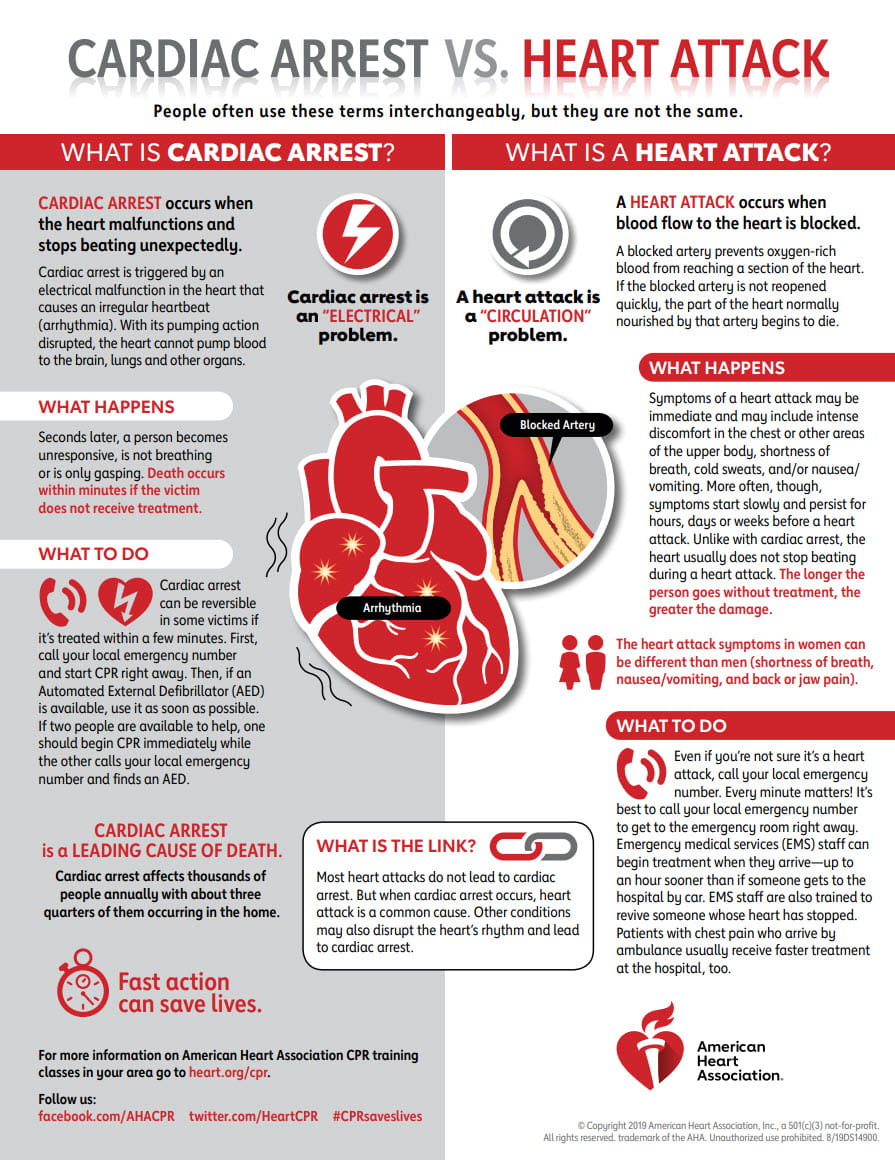 CARDIAC ARREST VS. HEART ATTACK
People often use these terms interchangeably, but they are not the same.
WHAT IS CARDIAC ARREST?
CARDIAC ARREST occurs when
the heart malfunctions and
stops beating unexpectedly.
Cardiac arrest is triggered by an
electrical malfunction in the heart that
causes an irregular heartbeat
(arrhythmia). With its pumping action
disrupted, the heart cannot pump blood
to the brain, lungs and other organs.
Cardiac arrest is
an “ELECTRICAL”
problem.
WHAT HAPPENS
Seconds later, a person becomes
unresponsive, is not breathing
or is only gasping. Death occurs
within minutes if the victim
does not receive treatment.
WHAT TO DO
Cardiac arrest
can be reversible
in some victims if
it’s treated within a few minutes. First,
call your local emergency number
and start CPR right away. Then, if an
Automated External Defibrillator (AED)
is available, use it as soon as possible.
If two people are available to help, one
should begin CPR immediately while
the other calls your local emergency
number and finds an AED.
CARDIAC ARREST
is a LEADING CAUSE OF DEATH.
Cardiac arrest affects thousands of
people annually with about three
quarters of them occurring in the home.
Fast action
can save lives.
WHAT IS A HEART ATTACK?
A heart attack is
a “CIRCULATION”
problem.
A HEART ATTACK occurs when
blood flow to the heart is blocked.
A blocked artery prevents oxygen-rich
blood from reaching a section of the heart.
If the blocked artery is not reopened
quickly, the part of the heart normally
nourished by that artery begins to die.
Blocked Artery
Arrhythmia
WHAT HAPPENS
Symptoms of a heart attack may be
immediate and may include intense
discomfort in the chest or other areas
of the upper body, shortness of
breath, cold sweats, and/or nausea/
vomiting. More often, though,
symptoms start slowly and persist for
hours, days or weeks before a heart
attack. Unlike with cardiac arrest, the
heart usually does not stop beating
during a heart attack. The longer the
person goes without treatment, the
greater the damage.
The heart attack symptoms in women can
be different than men (shortness of breath,
nausea/vomiting, and back or jaw pain).
WHAT TO DO
Even if you’re not sure it’s a heart
attack, call your local emergency
number. Every minute matters! It’s
best to call your local emergency number
to get to the emergency room right away.
Emergency medical services (EMS) staff can
begin treatment when they arrive—up to
an hour sooner than if someone gets to the
hospital by car. EMS staff are also trained to
revive someone whose heart has stopped.
Patients with chest pain who arrive by
ambulance usually receive faster treatment
at the hospital, too.
WHAT IS THE LINK?
Most heart attacks do not lead to cardiac
arrest. But when cardiac arrest occurs, heart
attack is a common cause. Other conditions
may also disrupt the heart’s rhythm and lead
to cardiac arrest.
For more information on American Heart Association CPR training
classes in your area go to heart.org/cpr.
Follow us:
facebook.com/AHACPR twitter.com/HeartCPR #CPRsaveslives
American
Heart
Association.
© Copyright 2019 American Heart Association, Inc., a 501(c)(3) not-for-profit.
All rights reserved. trademark of the AHA. Unauthorized use prohibited. 8/19DS14900.